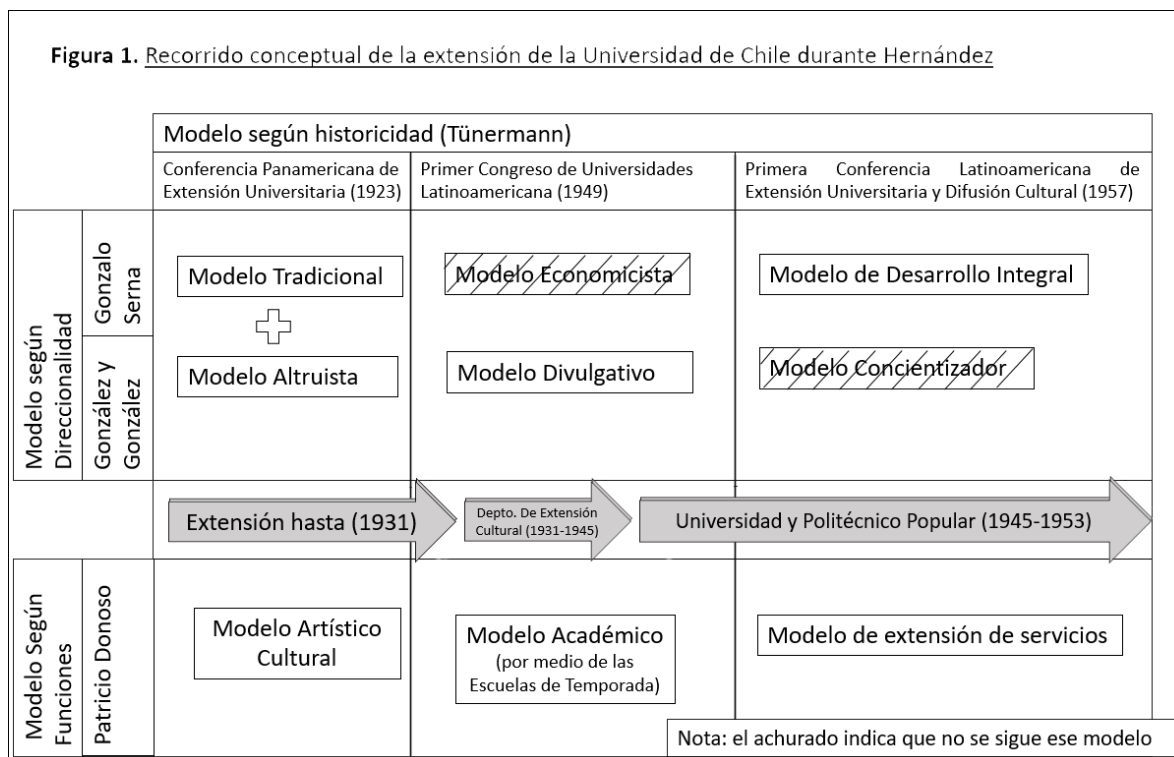 Figura 1. Recorrido conceptual de la extensión de la Universidad de Chile durante Hernández
Modelo según historicidad (Tünermann)
Conferencia Panamericana de
Extensión Universitaria (1923)
Primer Congreso de Universidades
Latinoamericana (1949)
Primera Conferencia Latinoamericana de
Extensión Universitaria y Difusión Cultural (1957)
Modelo según
Direccionalidad
Gonzalo
Serna
Modelo Tradicional
Modelo Economicista
Modelo de Desarrollo Integral
González y
González
Modelo Altruista
Modelo Divulgativo
Modelo Concientizador
Extensión hasta (1931)
Depto. De Extensión
Cultural (1931-1945)
Universidad y Politécnico Popular (1945-1953)
Modelo Según
Funciones
Patricio Donoso
Modelo Artístico
Cultural
Modelo Académico
(por medio de las
Escuelas de Temporada)
Modelo de extensión de servicios
Nota: el achurado indica que no se sigue ese modelo